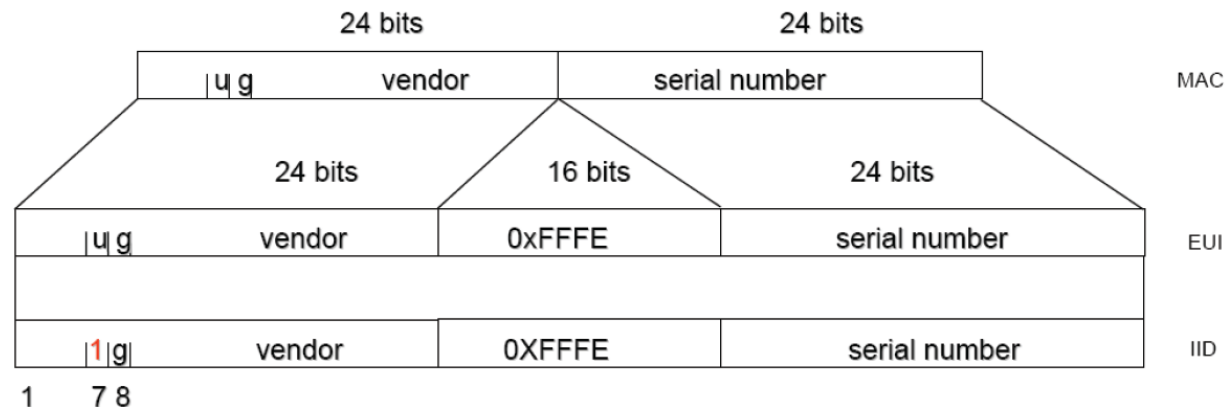 24 bits 24 bits
u g vendor serial number MAC
24 bits 16 bits 24 bits
u g vendor 0xFFFE serial number EUI
1 g vendor 0XFFFE serial number IID
1 7 8